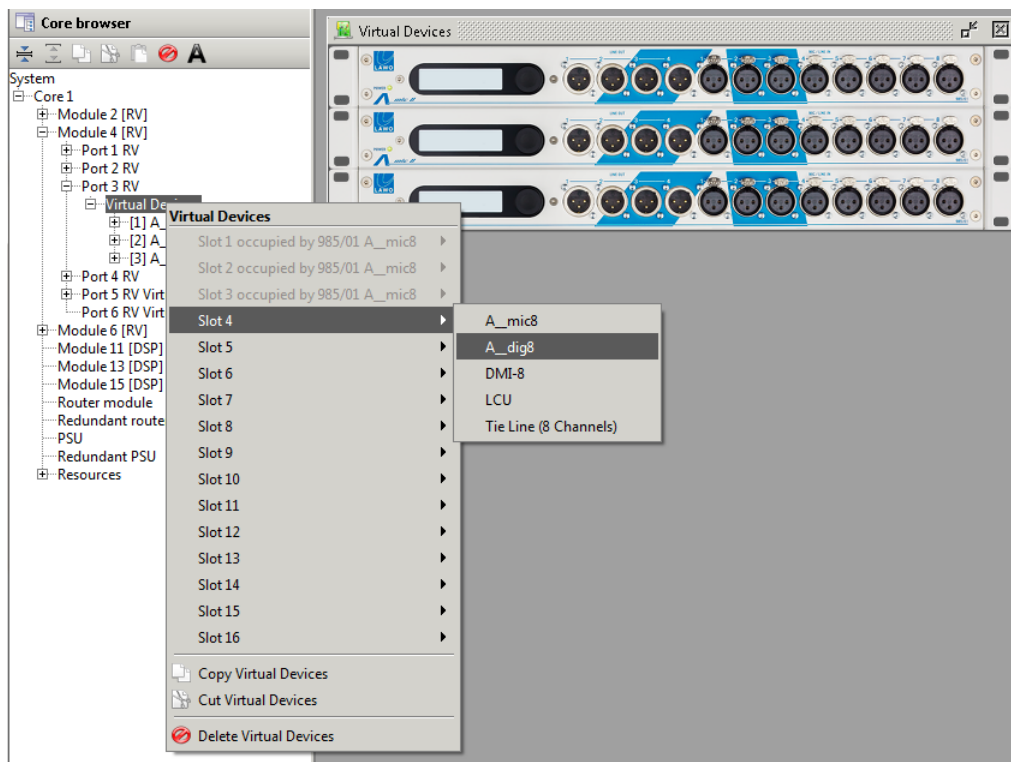 Core browser
A
System
Core 1
Module 2 [RV]
Module 4 [RV]
Port 1 RV
Port 2 RV
Port 3 RV
Virtual De
[1] A_
[2] A_
[3] A_
Port 4 RV
Port 5 RV Virt
Port 6 RV Virt
Module 6 [RV]
Module 11 [DSP]
Module 13 [DSP]
Module 15 [DSP]
Router module
Redundant route
PSU
Redundant PSU
Resources
Virtual Devices
Slot 1 occupied by 985/01 A__mic8
Slot 2 occupied by 985/01 A__mic8
Slot 3 occupied by 985/01 A__mic8
Slot 4
Slot 5
Slot 6
Slot 7
Slot 8
Slot 9
Slot 10
Slot 11
Slot 12
Slot 13
Slot 14
Slot 15
Slot 16
Copy Virtual Devices
Cut Virtual Devices
Delete Virtual Devices
A__mic8
A__dig8
DMI-8
LCU
Tie Line (8 Channels)
Virtual Devices
LAWO
LAWO
LAWO